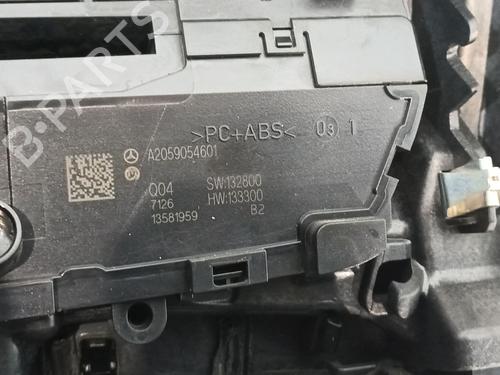 >PC+ABS< 03 1
A2059054601
Q04 SW:132800
7126 HW:133300
13581959 B2
B-PARTS